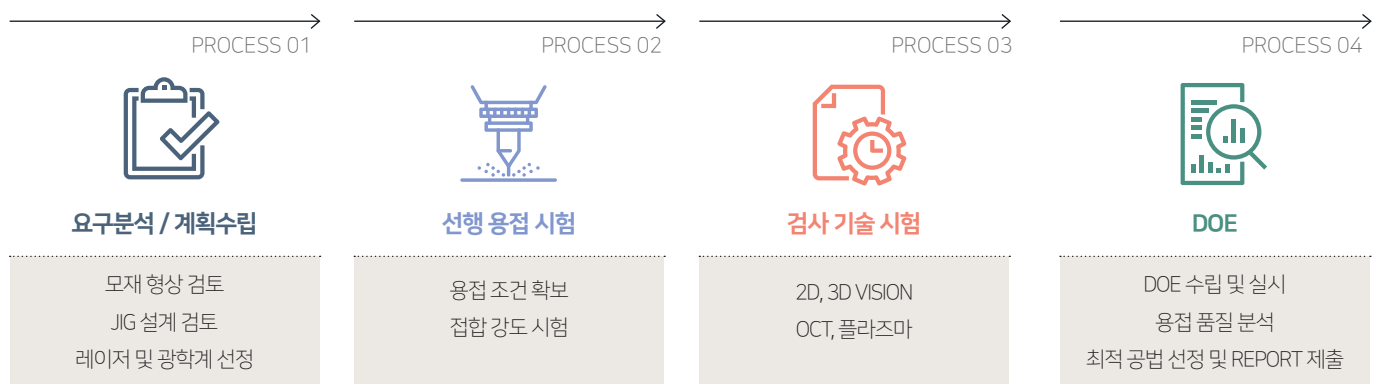 PROCESS 01
요구분석 / 계획수립
모재 형상 검토
JIG 설계 검토
레이저 및 광학계 선정
PROCESS 02
선행 용접 시험
용접 조건 확보
접합 강도 시험
PROCESS 03
검사 기술 시험
2D, 3D VISION
OCT, 플라즈마
PROCESS 04
DOE
DOE 수립 및 실시
용접 품질 분석
최적 공법 선정 및 REPORT 제출